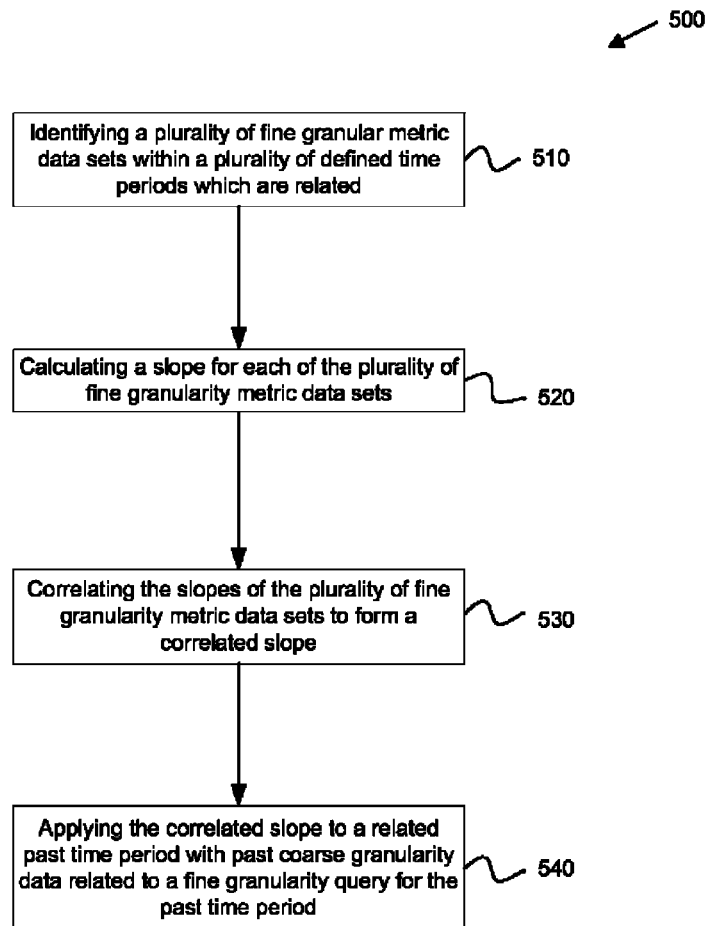 500
Identifying a plurality of fine granular metric
data sets within a plurality of defined time
periods which are related
510
Calculating a slope for each of the plurality of
fine granularity metric data sets
520
Correlating the slopes of the plurality of fine
granularity metric data sets to form a
correlated slope
530
Applying the correlated slope to a related
past time period with past coarse granularity
data related to a fine granularity query for the
past time period
540